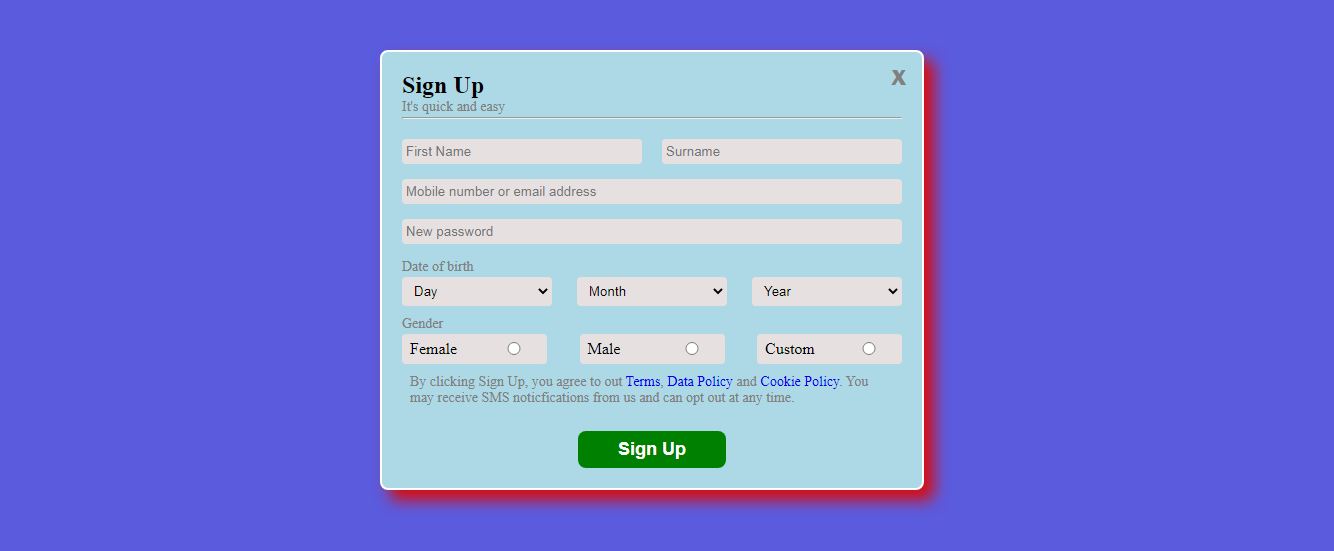 Sign Up
X
It's quick and easy
First Name Surname
Mobile number or email address
New password
Date of birth
Day Month Year
Gender
Female Male Custom
By clicking Sign Up, you agree to out Terms, Data Policy and Cookie Policy. You
may receive SMS noticfications from us and can opt out at any time.
Sign Up